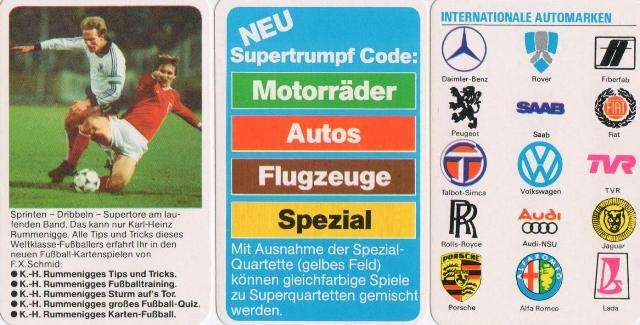 Sprinten – Dribbeln – Supertore am lau-
fenden Band. Das kann nur Karl-Heinz
Rummenigge. Alle Tips und Tricks dieses
Weltklasse-Fußballers erfahrt Ihr in den
neuen Fußball-Kartenspielen von
F. X. Schmid:
● K.-H. Rummenigges Tips und Tricks.
● K.-H. Rummenigges Fußballtraining.
● K.-H. Rummenigges Sturm auf's Tor.
● K.-H. Rummenigges großes Fußball-Quiz.
● K.-H. Rummenigges Karten-Fußball.
NEU
Supertrumpf Code:
Motorräder
Autos
Flugzeuge
Spezial
Mit Ausnahme der Spezial-
Quartette (gelbes Feld)
können gleichfarbige Spiele
zu Superquartetten gemischt
werden.
INTERNATIONALE AUTOMARKEN
Daimler-Benz Rover Fiberfab
SAAB FIAT
Peugeot Saab Fiat
TVR
Talbot-Simca Volkswagen TVR
RR Audi NSU
Rolls-Royce Audi-NSU Jaguar
PORSCHE
Porsche Alfa Romeo Lada